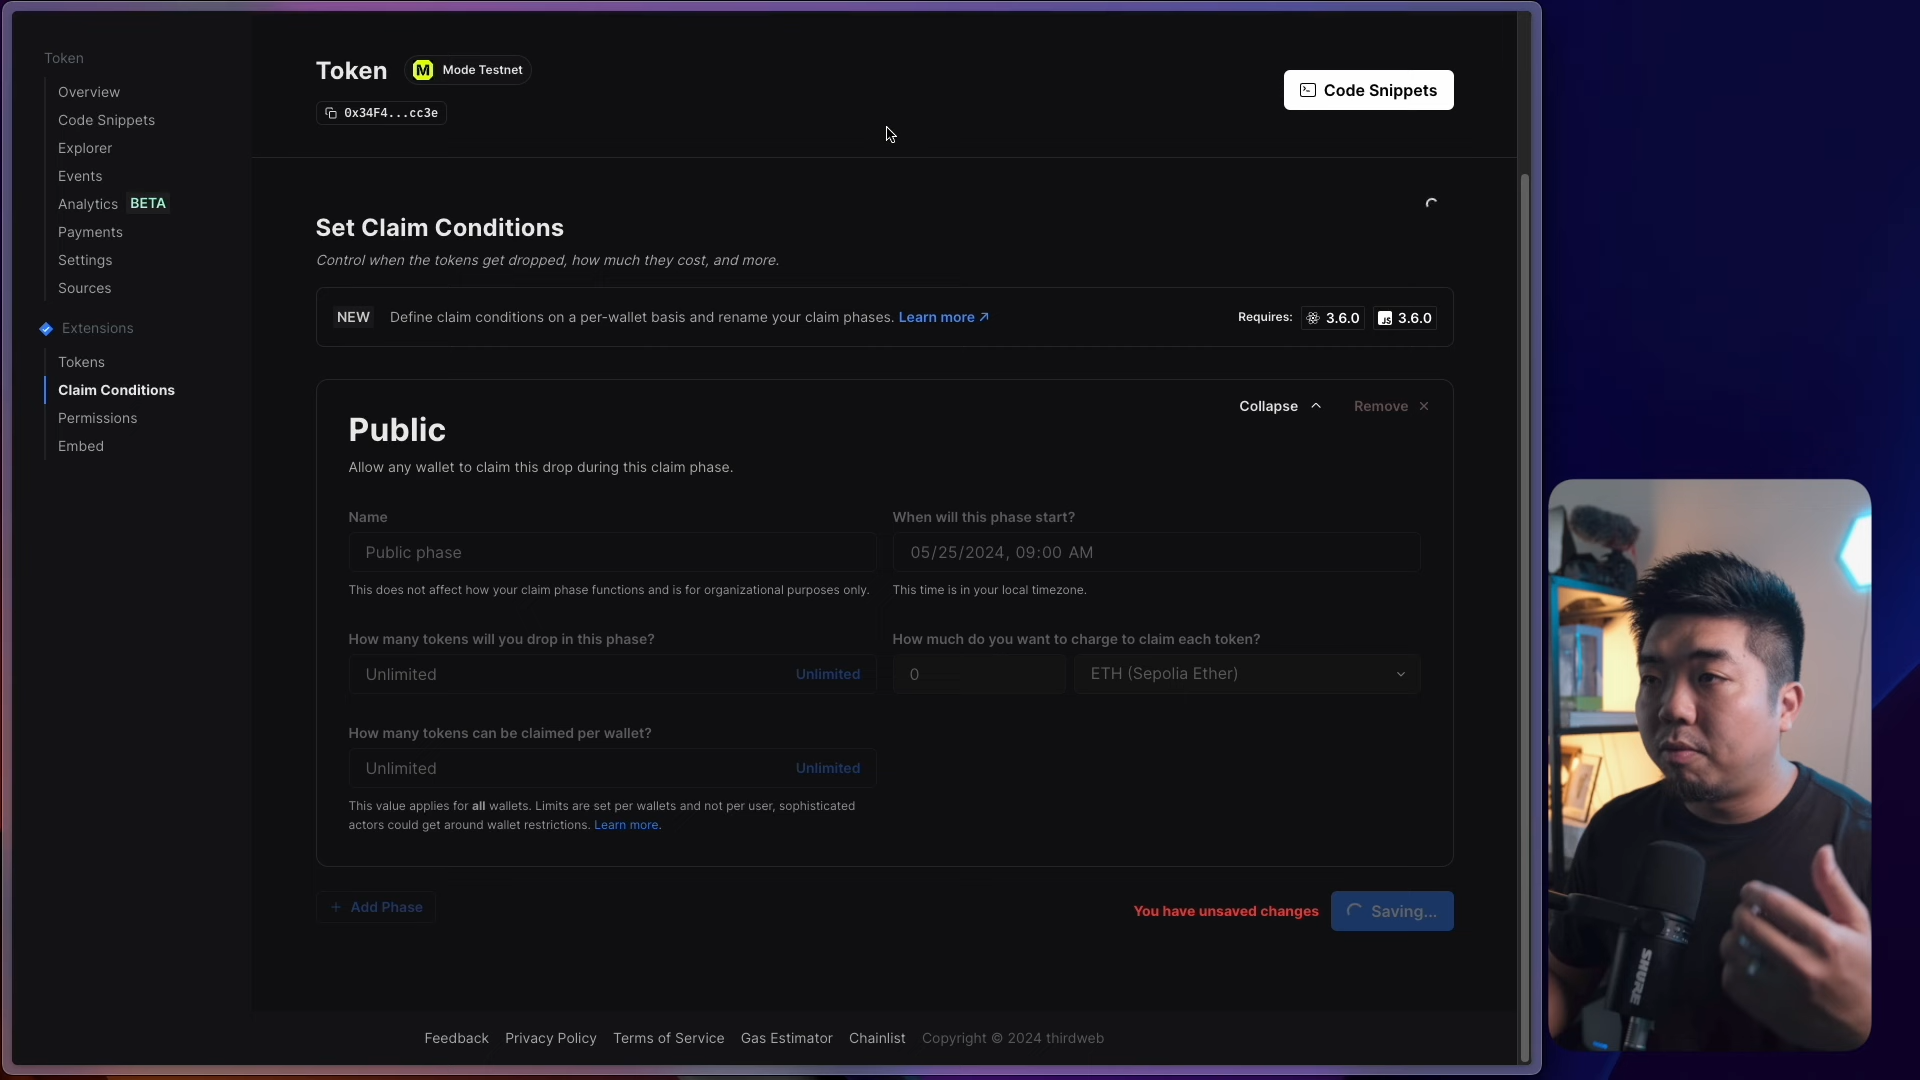 Token
Overview
Code Snippets
Explorer
Events
Analytics BETA
Payments
Settings
Sources
Extensions
Tokens
Claim Conditions
Permissions
Embed
Token
M Mode Testnet
0x34F4...cc3e
Code Snippets
Set Claim Conditions
Control when the tokens get dropped, how much they cost, and more.
NEW Define claim conditions on a per-wallet basis and rename your claim phases. Learn more ↗
Requires: 3.6.0 JS 3.6.0
Collapse Remove ×
Public
Allow any wallet to claim this drop during this claim phase.
Name
Public phase
This does not affect how your claim phase functions and is for organizational purposes only.
When will this phase start?
05/25/2024, 09:00 AM
This time is in your local timezone.
How many tokens will you drop in this phase?
Unlimited Unlimited
How much do you want to charge to claim each token?
0 ETH (Sepolia Ether)
How many tokens can be claimed per wallet?
Unlimited Unlimited
This value applies for all wallets. Limits are set per wallets and not per user, sophisticated
actors could get around wallet restrictions. Learn more.
+ Add Phase
You have unsaved changes Saving...
Feedback Privacy Policy Terms of Service Gas Estimator Chainlist Copyright © 2024 thirdweb
SHURE